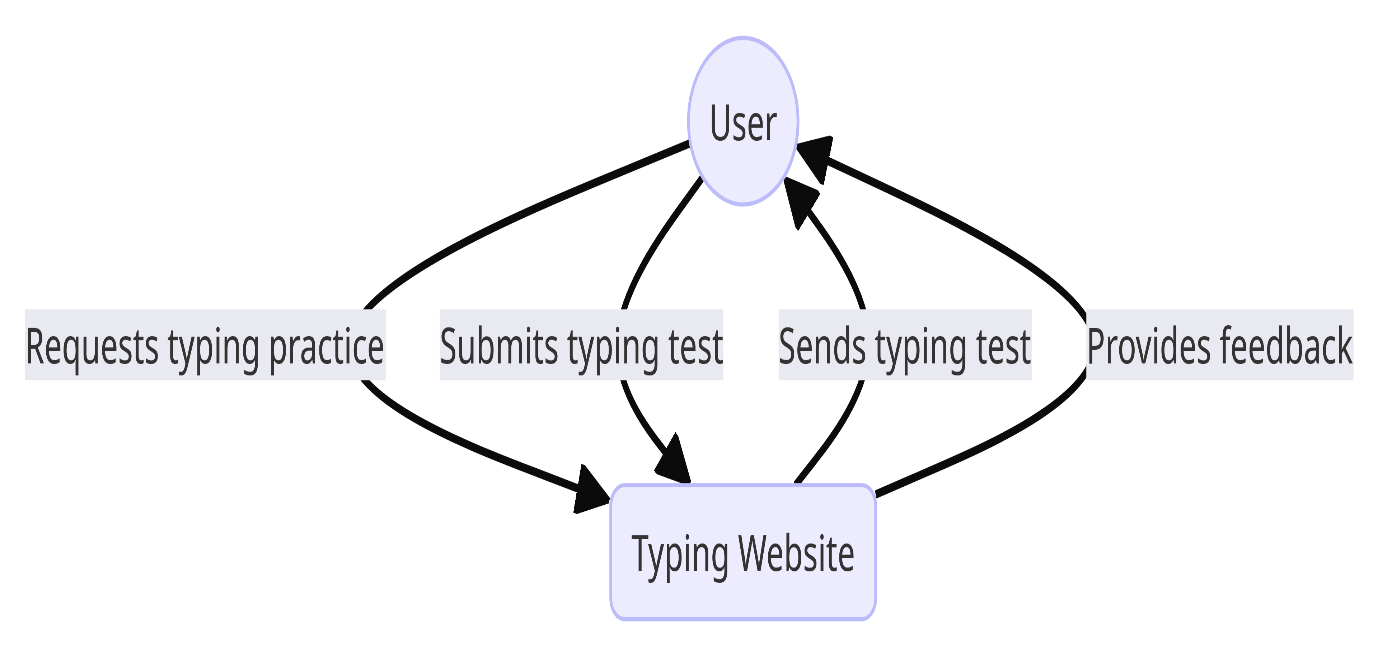 User
Requests typing practice
Submits typing test
Sends typing test
Provides feedback
Typing Website